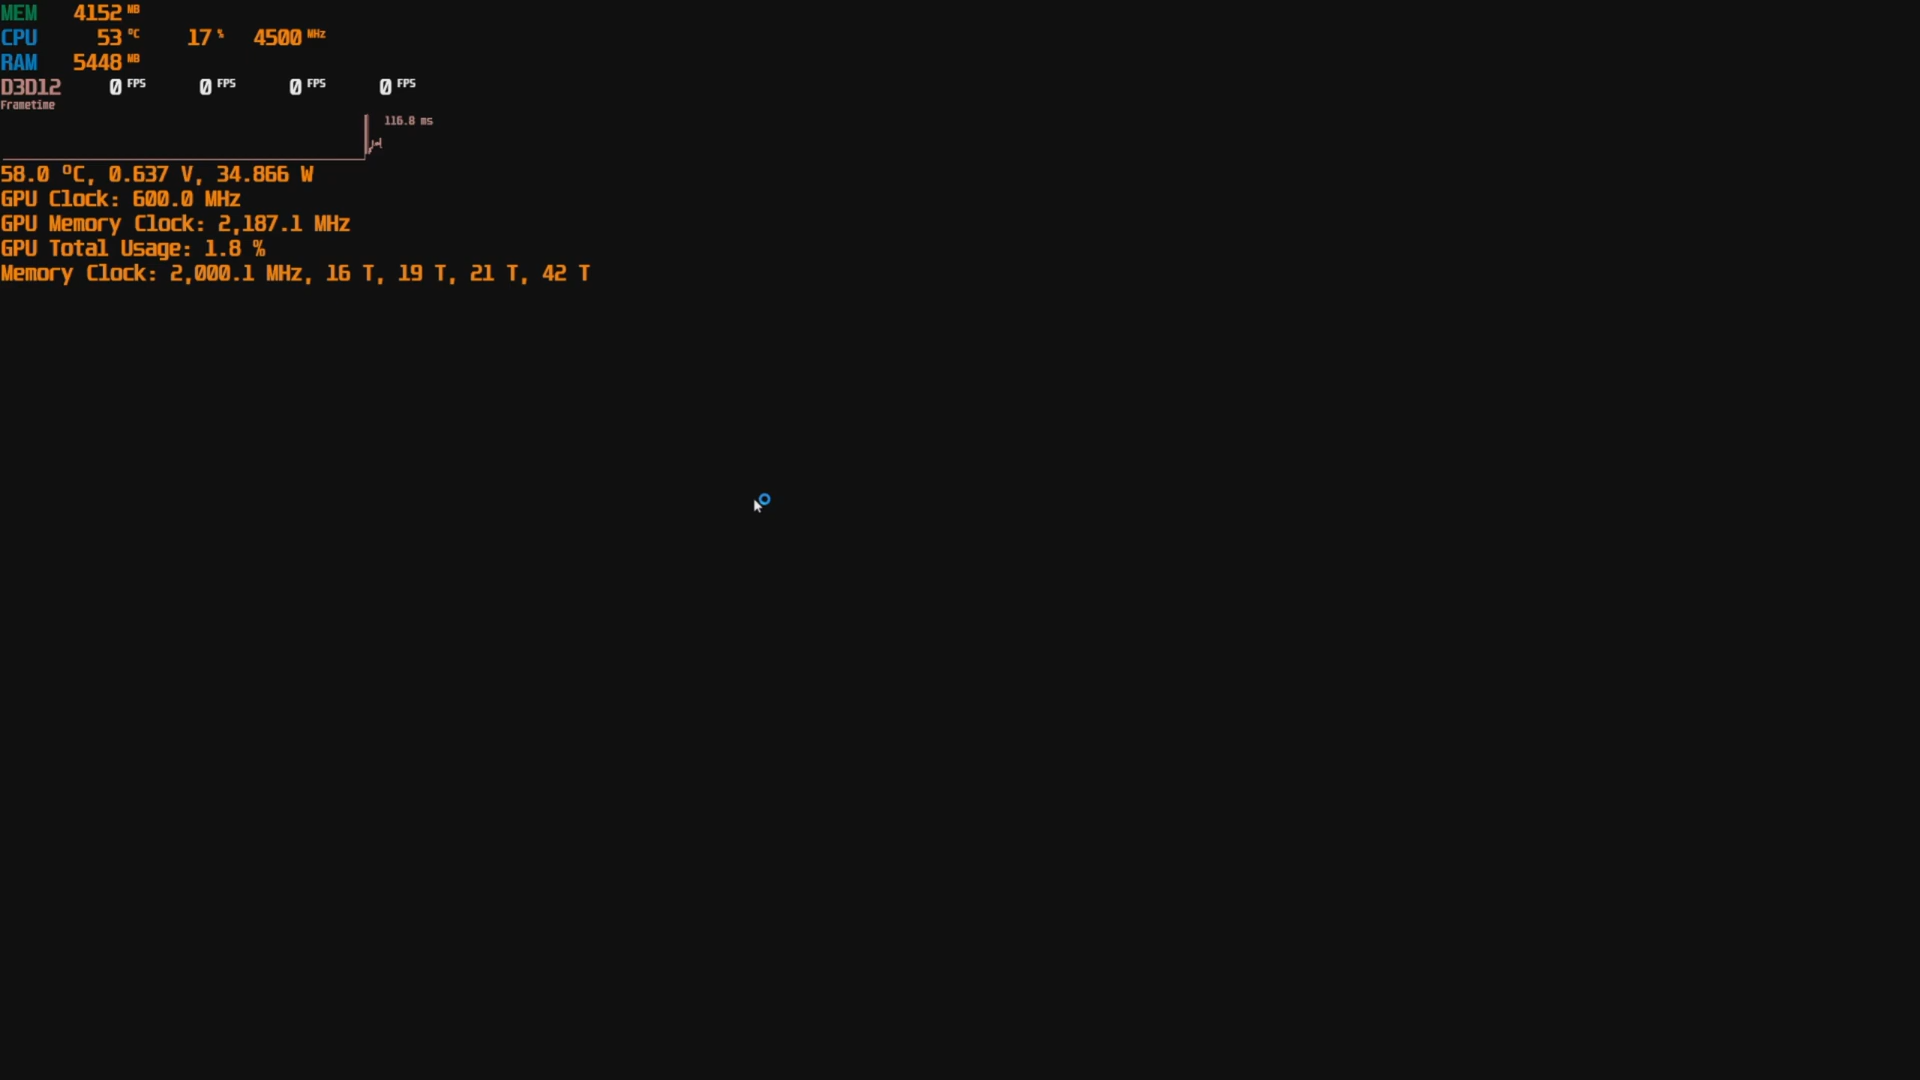 MEM 4152 MB
CPU 53 °C 17 % 4500 MHz
RAM 5448 MB
D3D12 0 FPS 0 FPS 0 FPS 0 FPS
Frametime
116.8 ms
58.0 °C, 0.637 V, 34.866 W
GPU Clock: 600.0 MHz
GPU Memory Clock: 2,187.1 MHz
GPU Total Usage: 1.8 %
Memory Clock: 2,000.1 MHz, 16 T, 19 T, 21 T, 42 T